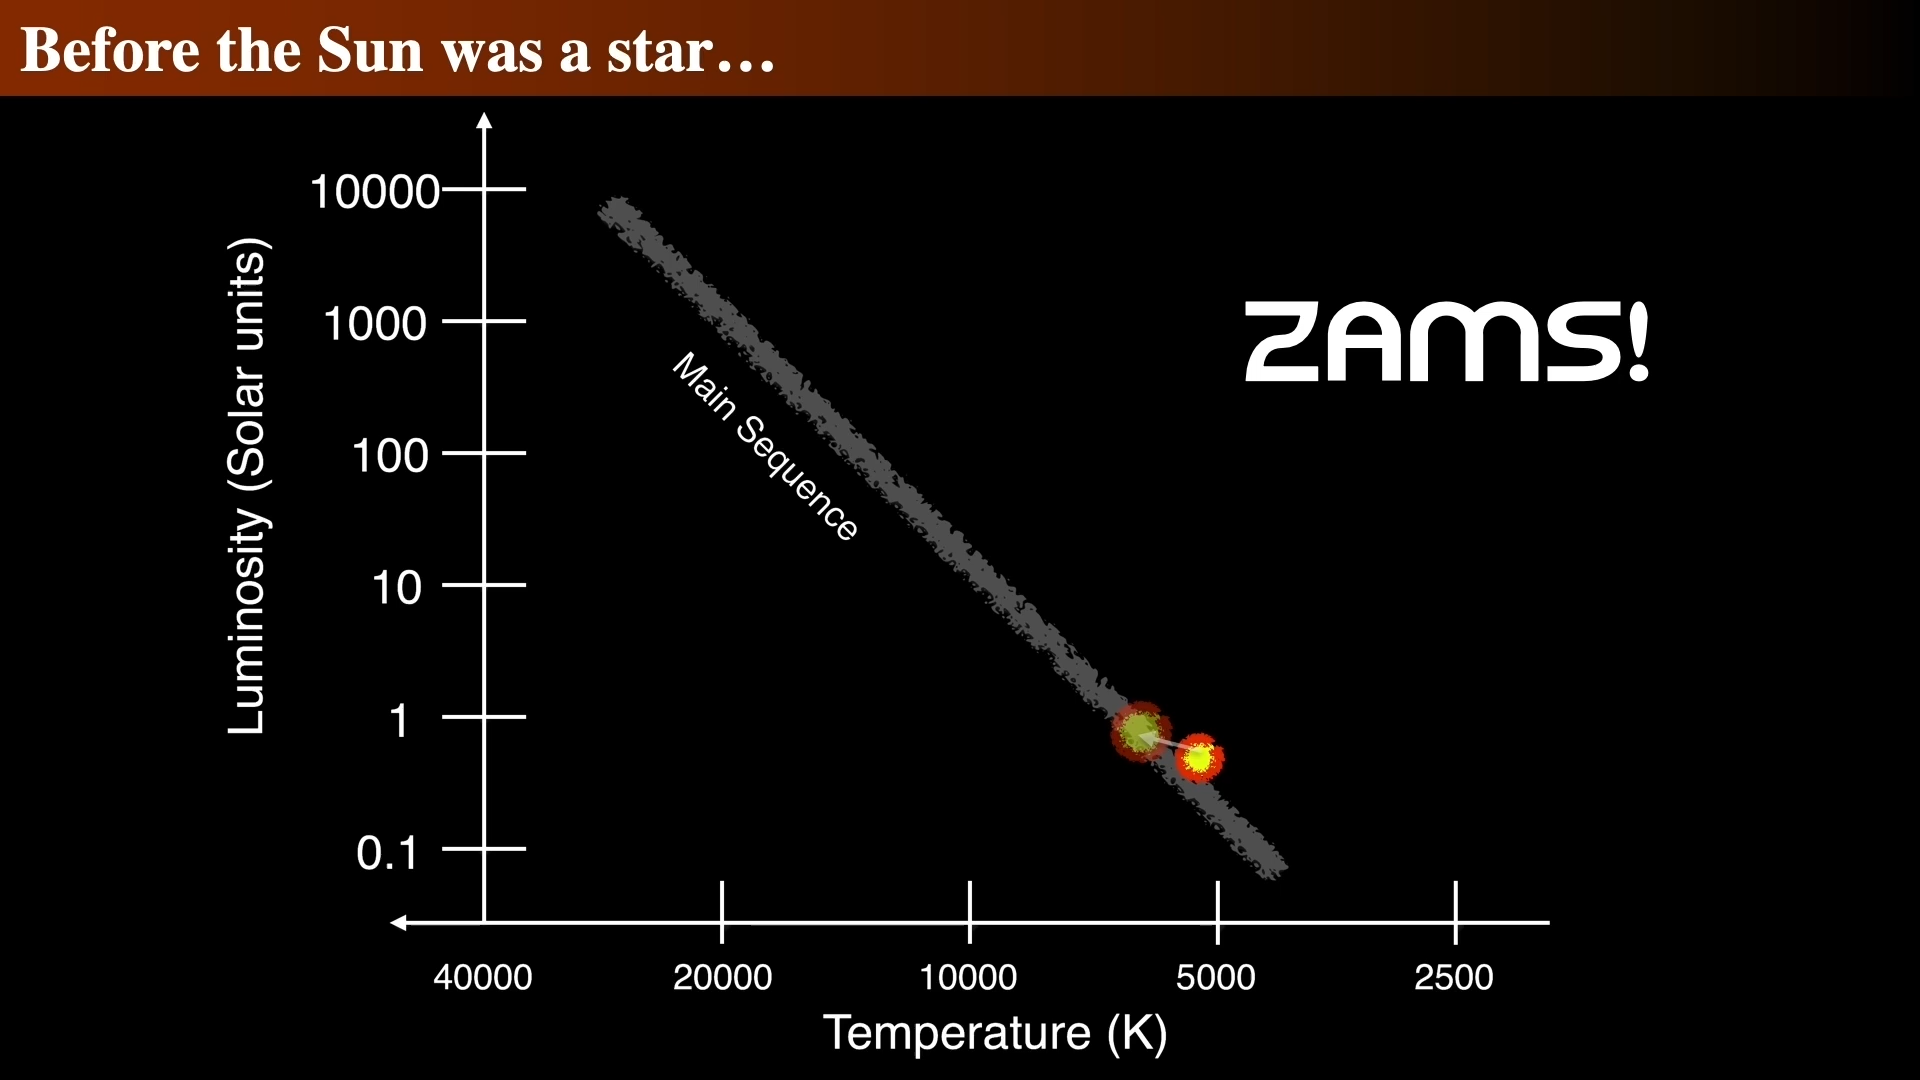 Before the Sun was a star…
10000
1000
100
10
1
0.1
Luminosity (Solar units)
Main Sequence
ZAMS!
40000
20000
10000
5000
2500
Temperature (K)